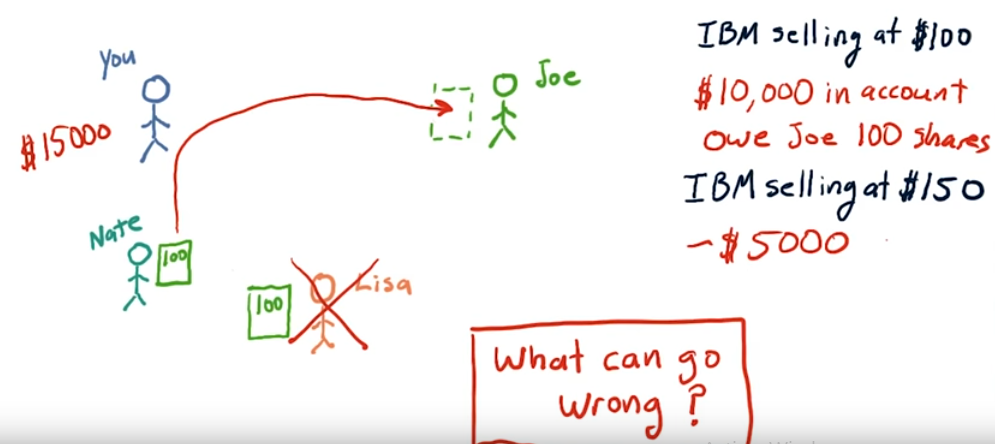 You
$15000
Joe
Nate
100
100
Lisa
IBM selling at $100
$10,000 in account
owe Joe 100 shares
IBM selling at $150
-$5000
What can go
wrong?